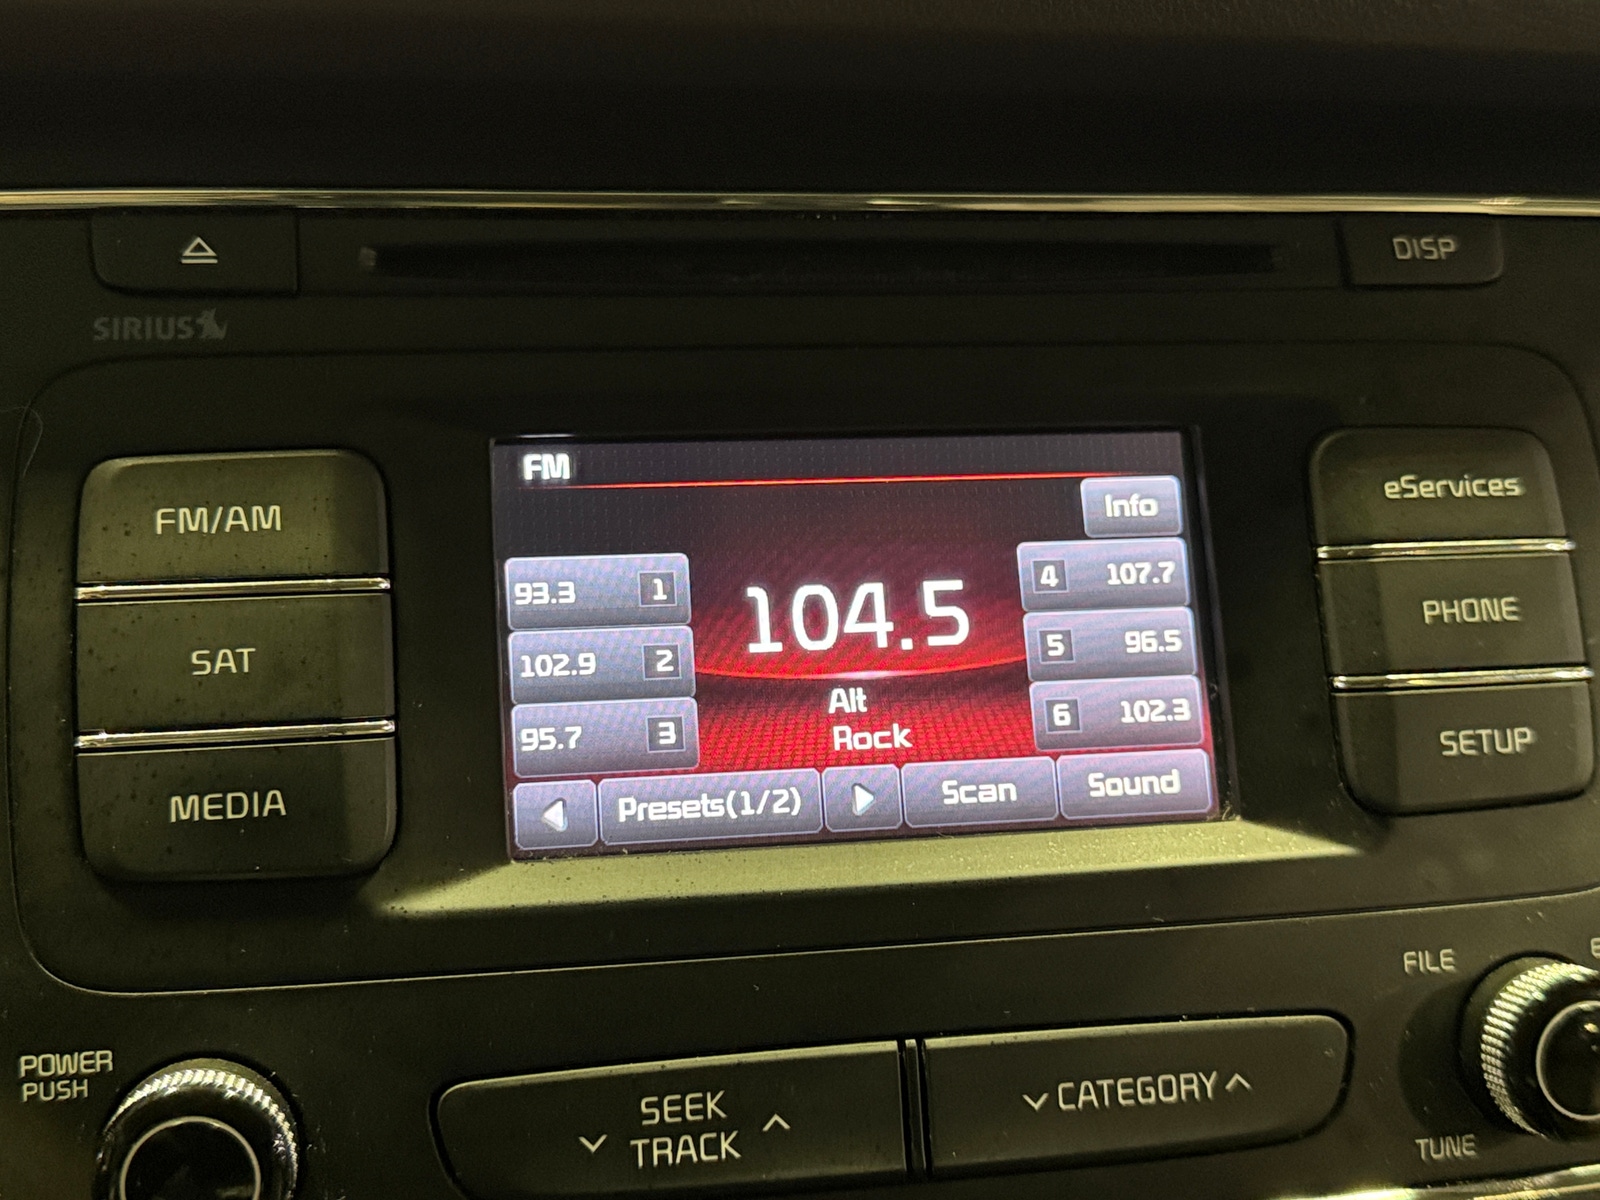 DISP
SIRIUS
FM/AM
SAT
MEDIA
FM
Info
93.3 1
102.9 2
95.7 3
104.5
Alt
Rock
4 107.7
5 96.5
6 102.3
Presets(1/2)
Scan
Sound
eServices
PHONE
SETUP
POWER
PUSH
SEEK
TRACK
CATEGORY
FILE
TUNE